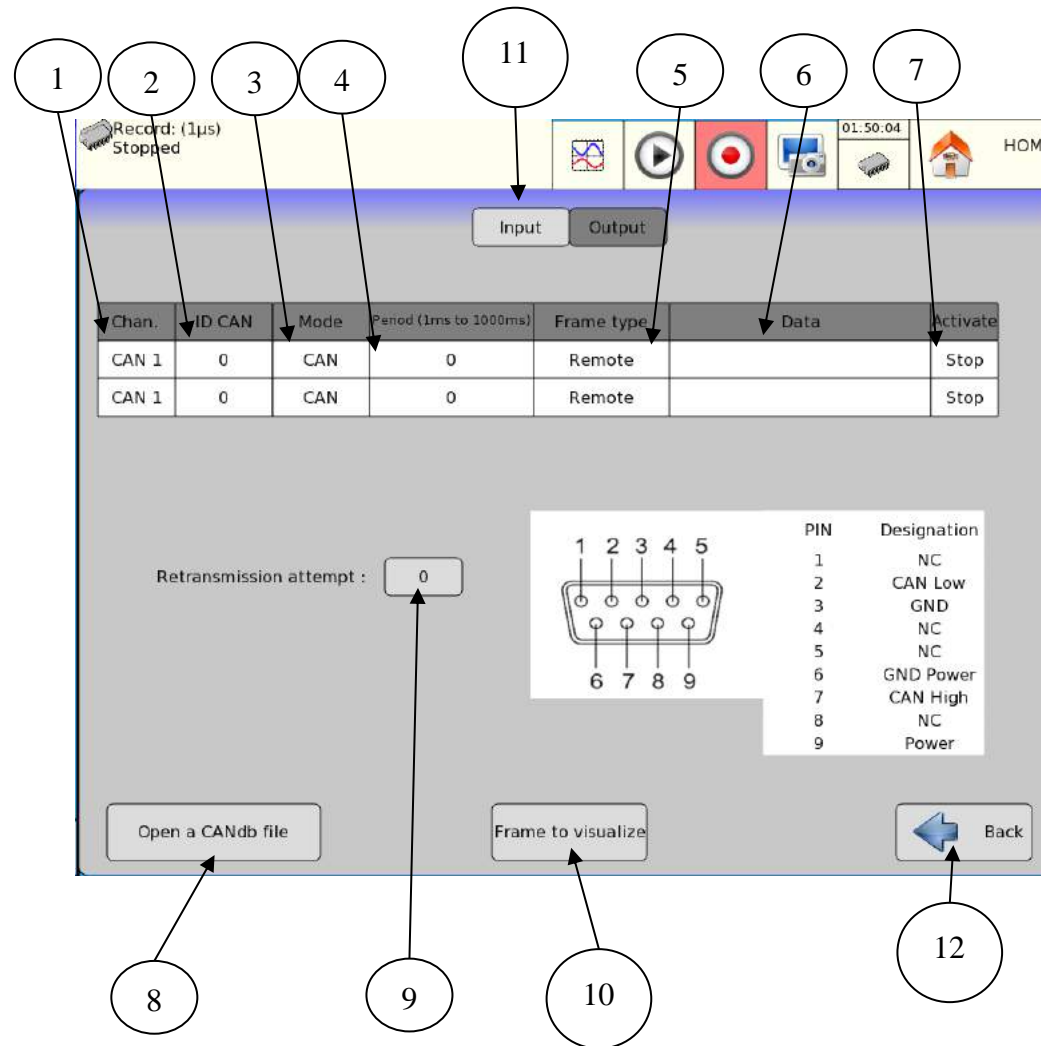 11
1 2 3 4 5 6 7
Record: (1µs)
Stopped
01:50:04
HOM
Input Output
Chan. ID CAN Mode Period (1ms to 1000ms) Frame type Data Activate
CAN 1 0 CAN 0 Remote Stop
CAN 1 0 CAN 0 Remote Stop
Retransmission attempt : 0
1 2 3 4 5
6 7 8 9
PIN Designation
1 NC
2 CAN Low
3 GND
4 NC
5 NC
6 GND Power
7 CAN High
8 NC
9 Power
Open a CANdb file Frame to visualize Back
12
8 9 10